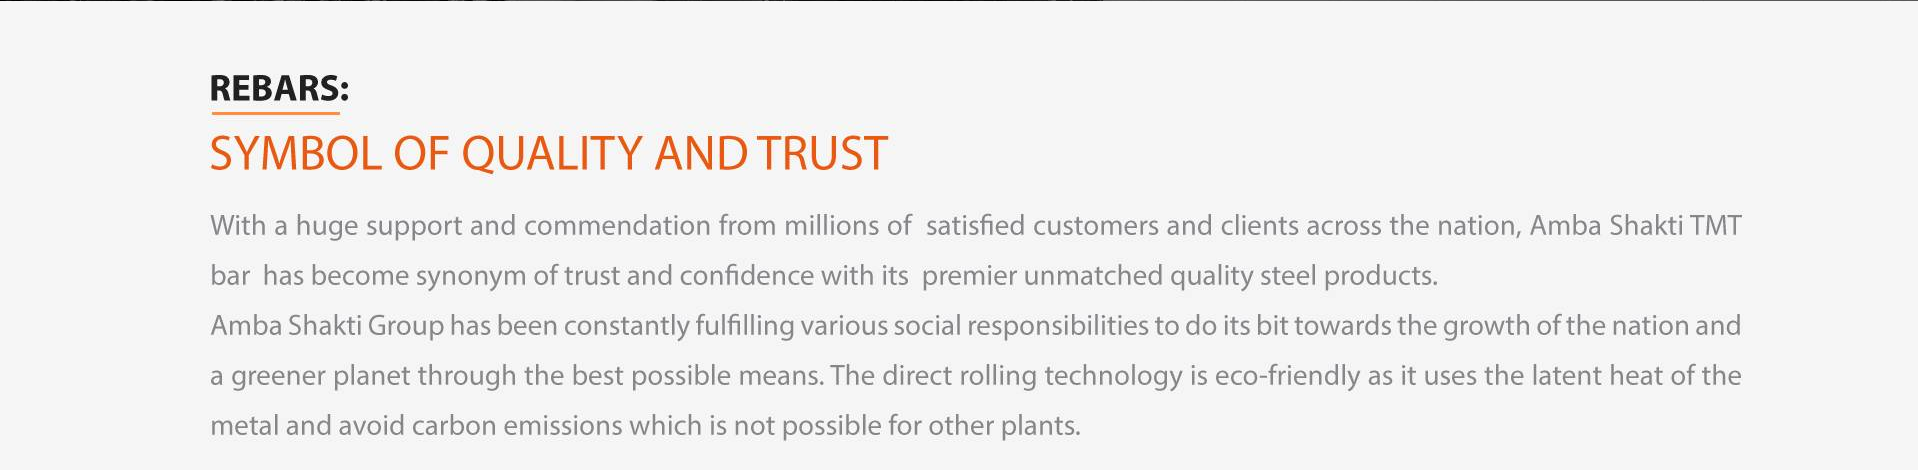 REBARS:
SYMBOL OF QUALITY AND TRUST
With a huge support and commendation from millions of  satisfied customers and clients across the nation, Amba Shakti TMT
bar  has become synonym of trust and confidence with its  premier unmatched quality steel products.
Amba Shakti Group has been constantly fulfilling various social responsibilities to do its bit towards the growth of the nation and
a greener planet through the best possible means. The direct rolling technology is eco-friendly as it uses the latent heat of the
metal and avoid carbon emissions which is not possible for other plants.